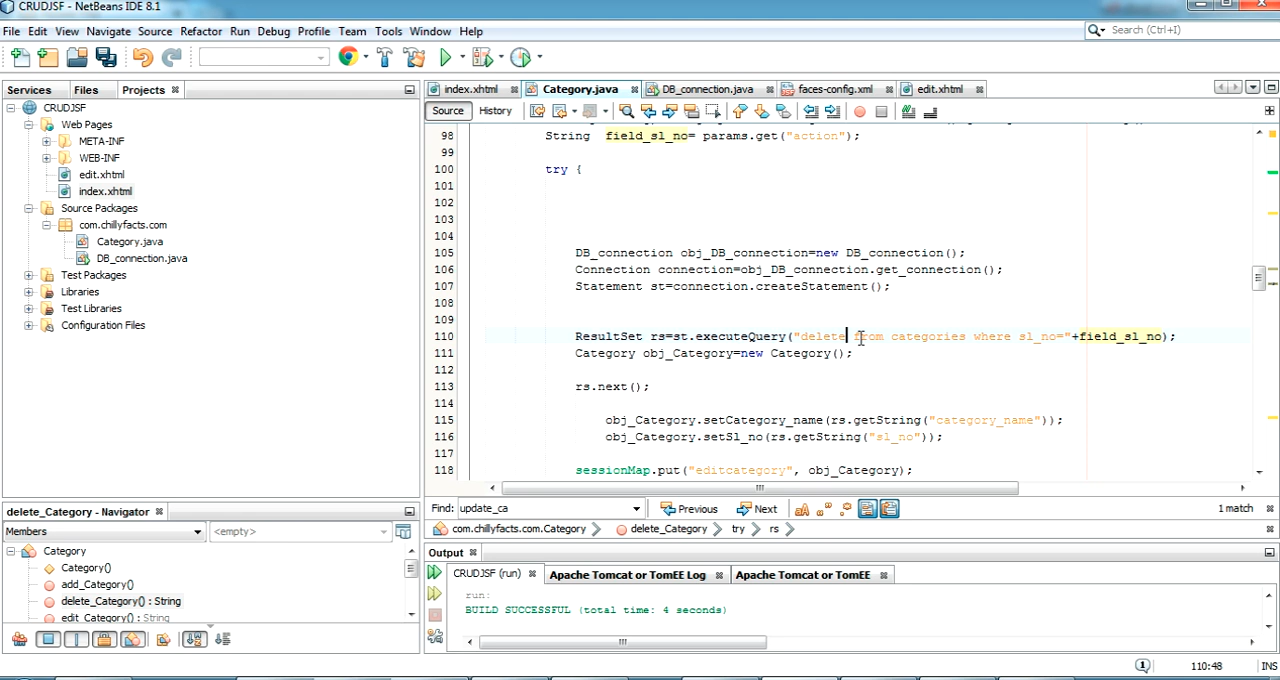 CRUDJSF - NetBeans IDE 8.1
File Edit View Navigate Source Refactor Run Debug Profile Team Tools Window Help
Search (Ctrl+I)
Services Files Projects
index.xhtml Category.java DB_connection.java faces-config.xml edit.xhtml
Source History
CRUDJSF
Web Pages
META-INF
WEB-INF
edit.xhtml
index.xhtml
Source Packages
com.chillyfacts.com
Category.java
DB_connection.java
Test Packages
Libraries
Test Libraries
Configuration Files
98 String field_sl_no= params.get("action");
99
100 try {
101
102
103
104
105 DB_connection obj_DB_connection=new DB_connection();
106 Connection connection=obj_DB_connection.get_connection();
107 Statement st=connection.createStatement();
108
109
110 ResultSet rs=st.executeQuery("delete from categories where sl_no="+field_sl_no);
111 Category obj_Category=new Category();
112
113 rs.next();
114
115 obj_Category.setCategory_name(rs.getString("category_name"));
116 obj_Category.setSl_no(rs.getString("sl_no"));
117
118 sessionMap.put("editcategory", obj_Category);
Find: update_ca Previous Next 1 match
com.chillyfacts.com.Category delete_Category try rs
delete_Category - Navigator
Members <empty>
Category
Category()
add_Category()
delete_Category() : String
edit_Category() : String
Output
CRUDJSF (run) Apache Tomcat or TomEE Log Apache Tomcat or TomEE
run:
BUILD SUCCESSFUL (total time: 4 seconds)
1 110:48 INS